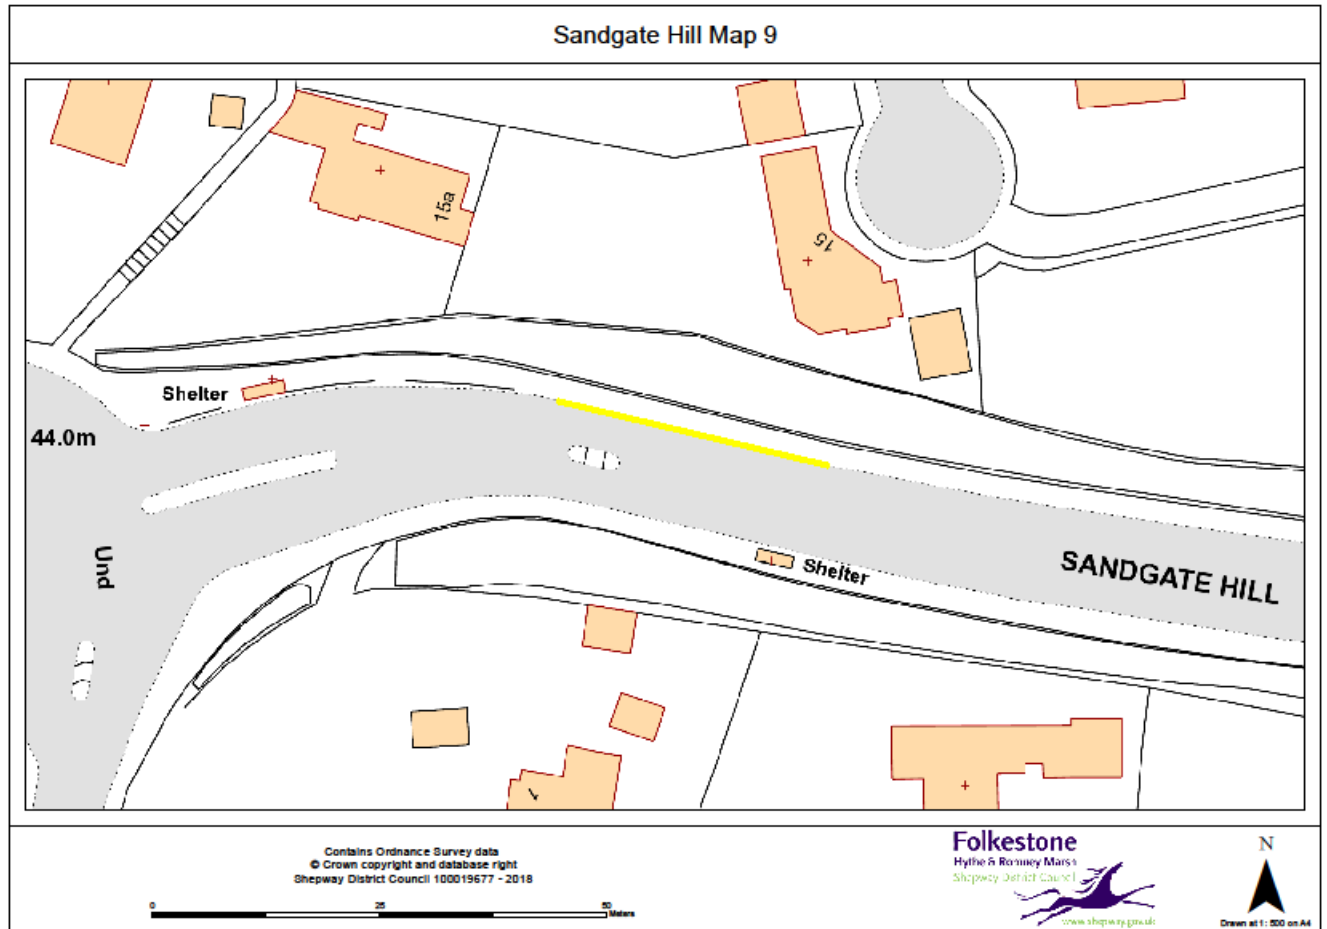 Sandgate Hill Map 9
15a
15
Shelter
44.0m
Und
Shelter
SANDGATE HILL
1
Contains Ordnance Survey data
© Crown copyright and database right
Shepway District Council 100019677 - 2018
0 25 50 Meters
Folkestone
Hythe & Romney Marsh
Shepway District Council
www.shepway.gov.uk
N
Drawn at 1: 500 on A4